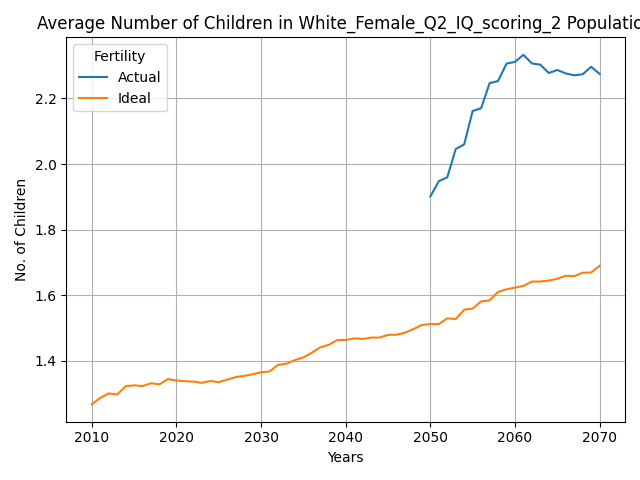 Average Number of Children in White_Female_Q2_IQ_scoring_2 Populatio
Fertility
Actual
Ideal
No. of Children
2.2
2.0
1.8
1.6
1.4
2010 2020 2030 2040 2050 2060 2070
Years